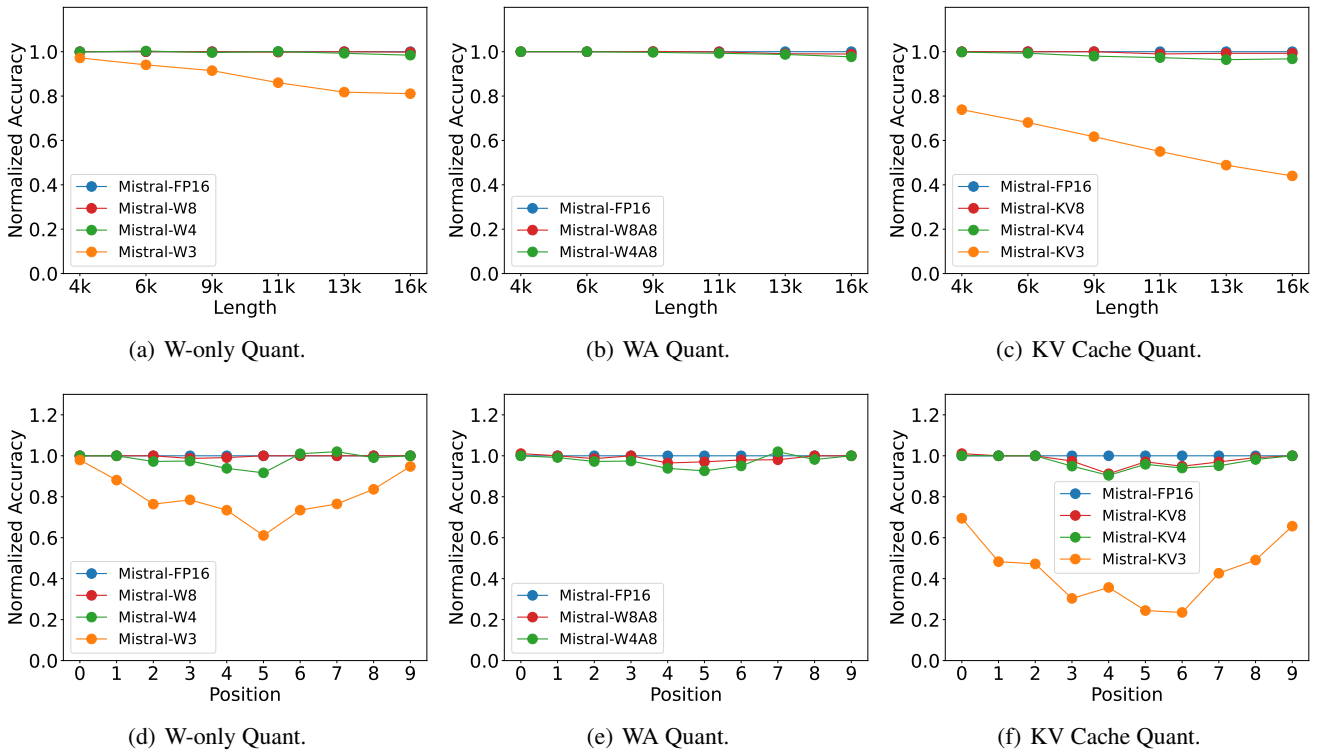 Normalized Accuracy
1.0
0.8
0.6
0.4
0.2
0.0
Mistral-FP16
Mistral-W8
Mistral-W4
Mistral-W3
4k 6k 9k 11k 13k 16k
Length
(a) W-only Quant.
Normalized Accuracy
1.0
0.8
0.6
0.4
0.2
0.0
Mistral-FP16
Mistral-W8A8
Mistral-W4A8
4k 6k 9k 11k 13k 16k
Length
(b) WA Quant.
Normalized Accuracy
1.0
0.8
0.6
0.4
0.2
0.0
Mistral-FP16
Mistral-KV8
Mistral-KV4
Mistral-KV3
4k 6k 9k 11k 13k 16k
Length
(c) KV Cache Quant.
Normalized Accuracy
1.2
1.0
0.8
0.6
0.4
0.2
0.0
Mistral-FP16
Mistral-W8
Mistral-W4
Mistral-W3
0 1 2 3 4 5 6 7 8 9
Position
(d) W-only Quant.
Normalized Accuracy
1.2
1.0
0.8
0.6
0.4
0.2
0.0
Mistral-FP16
Mistral-W8A8
Mistral-W4A8
0 1 2 3 4 5 6 7 8 9
Position
(e) WA Quant.
Normalized Accuracy
1.2
1.0
0.8
0.6
0.4
0.2
0.0
Mistral-FP16
Mistral-KV8
Mistral-KV4
Mistral-KV3
0 1 2 3 4 5 6 7 8 9
Position
(f) KV Cache Quant.